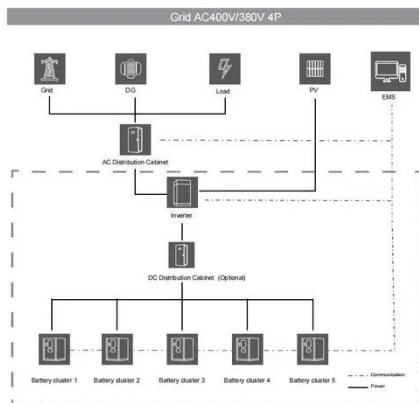 Grid AC400V/380V 4P
Grid
DG
Load
PV
EMS
AC Distribution Cabinet
Inverter
DC Distribution Cabinet (Optional)
Battery cluster 1
Battery cluster 2
Battery cluster 3
Battery cluster 4
Battery cluster 5
Communication
Power